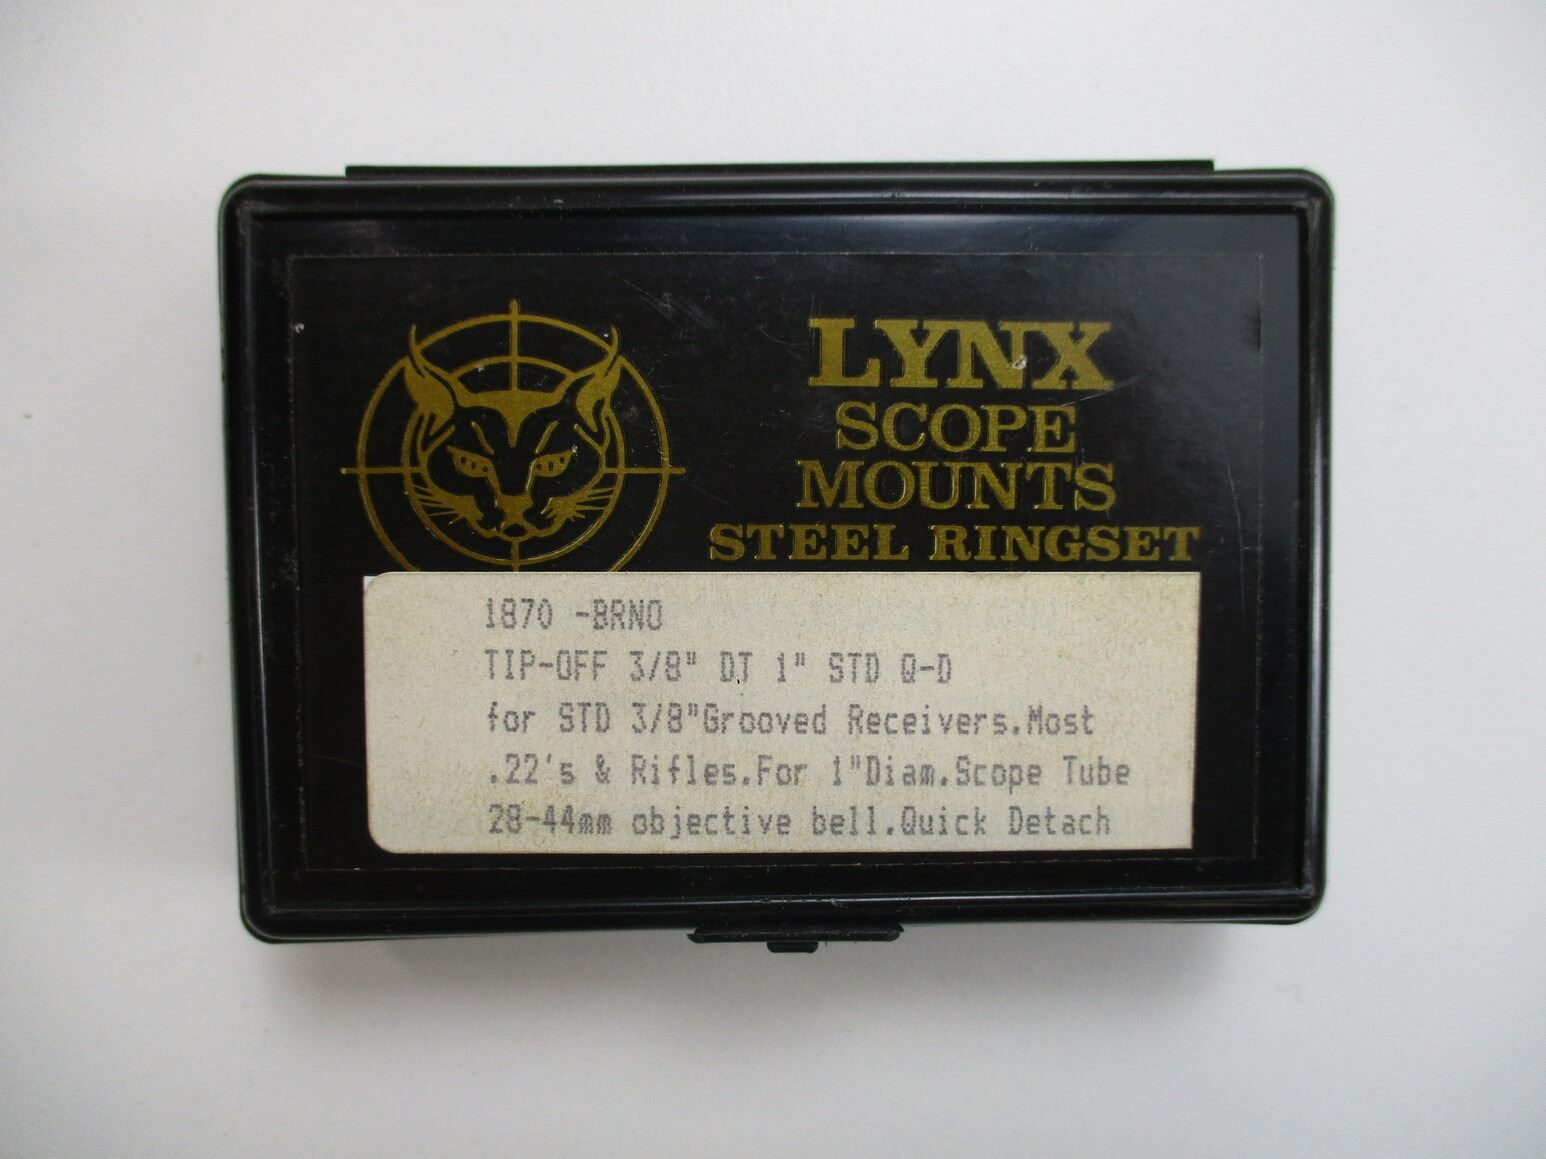 LYNX
SCOPE
MOUNTS
STEEL RINGSET
1870 -BRNO
TIP-OFF 3/8" DT 1" STD Q-D
for STD 3/8"Grooved Receivers.Most
.22's & Rifles.For 1"Diam.Scope Tube
28-44mm objective bell.Quick Detach